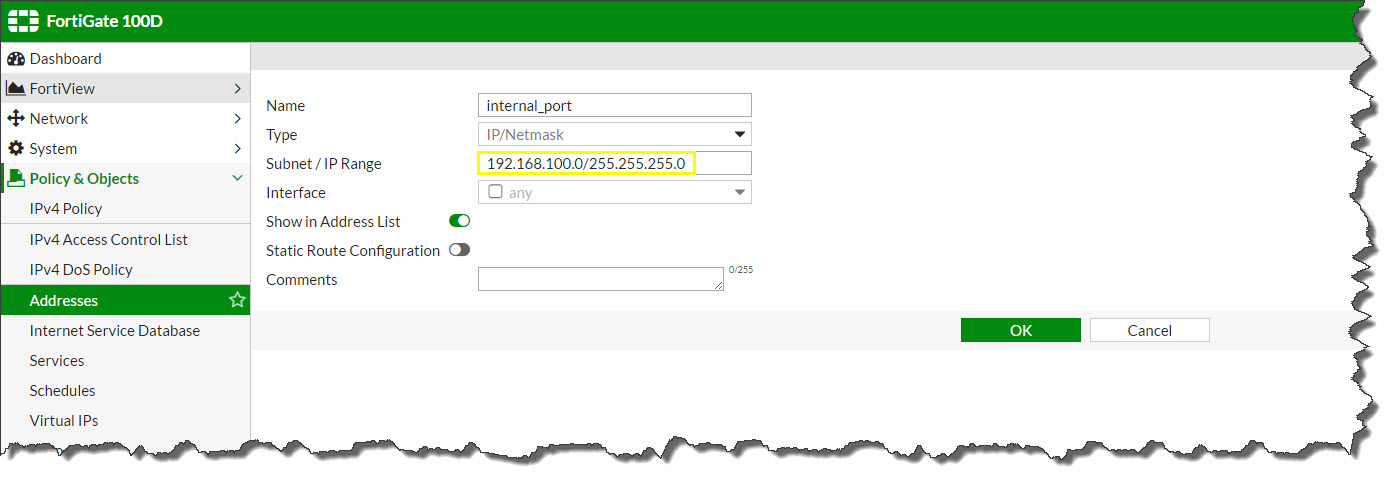 FortiGate 100D
Dashboard
FortiView
Network
System
Policy & Objects
IPv4 Policy
IPv4 Access Control List
IPv4 DoS Policy
Addresses
Internet Service Database
Services
Schedules
Virtual IPs
Name internal_port
Type IP/Netmask
Subnet / IP Range 192.168.100.0/255.255.255.0
Interface any
Show in Address List
Static Route Configuration
Comments 0/255
OK Cancel